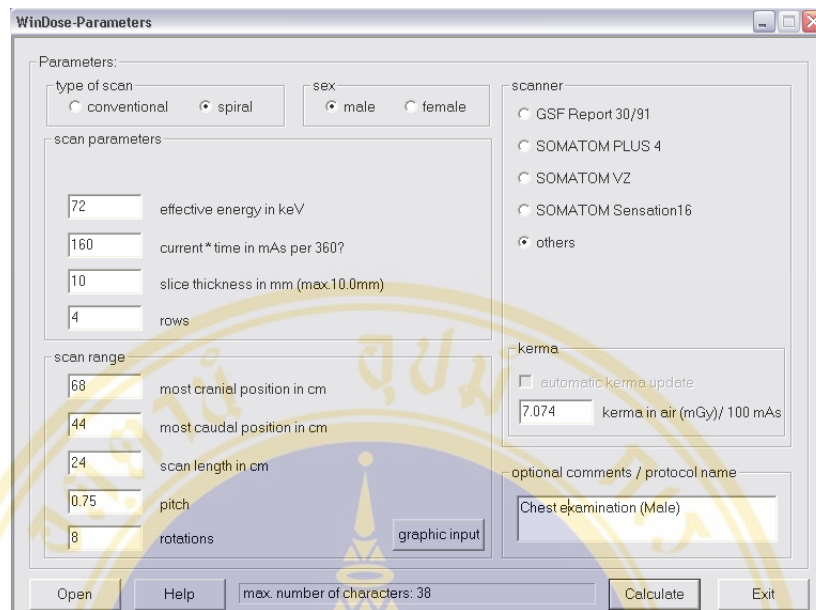 WinDose-Parameters
Parameters:
type of scan
conventional
spiral
sex
male
female
scanner
GSF Report 30/91
SOMATOM PLUS 4
SOMATOM VZ
SOMATOM Sensation16
others
scan parameters
72 effective energy in keV
160 current*time in mAs per 360?
10 slice thickness in mm (max.10.0mm)
4 rows
scan range
68 most cranial position in cm
44 most caudal position in cm
24 scan length in cm
0.75 pitch
8 rotations
graphic input
kerma
automatic kerma update
7.074 kerma in air (mGy)/ 100 mAs
optional comments / protocol name
Chest examination (Male)
Open
Help
max. number of characters: 38
Calculate
Exit